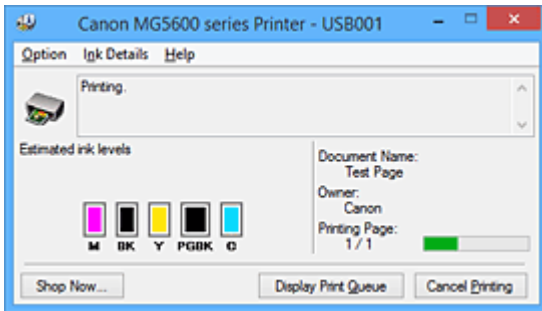 Canon MG5600 series Printer - USB001
Option Ink Details Help
Printing.
Estimated ink levels
Document Name:
Test Page
Owner:
Canon
Printing Page:
1 / 1
M BK Y PGBK C
Shop Now... Display Print Queue Cancel Printing